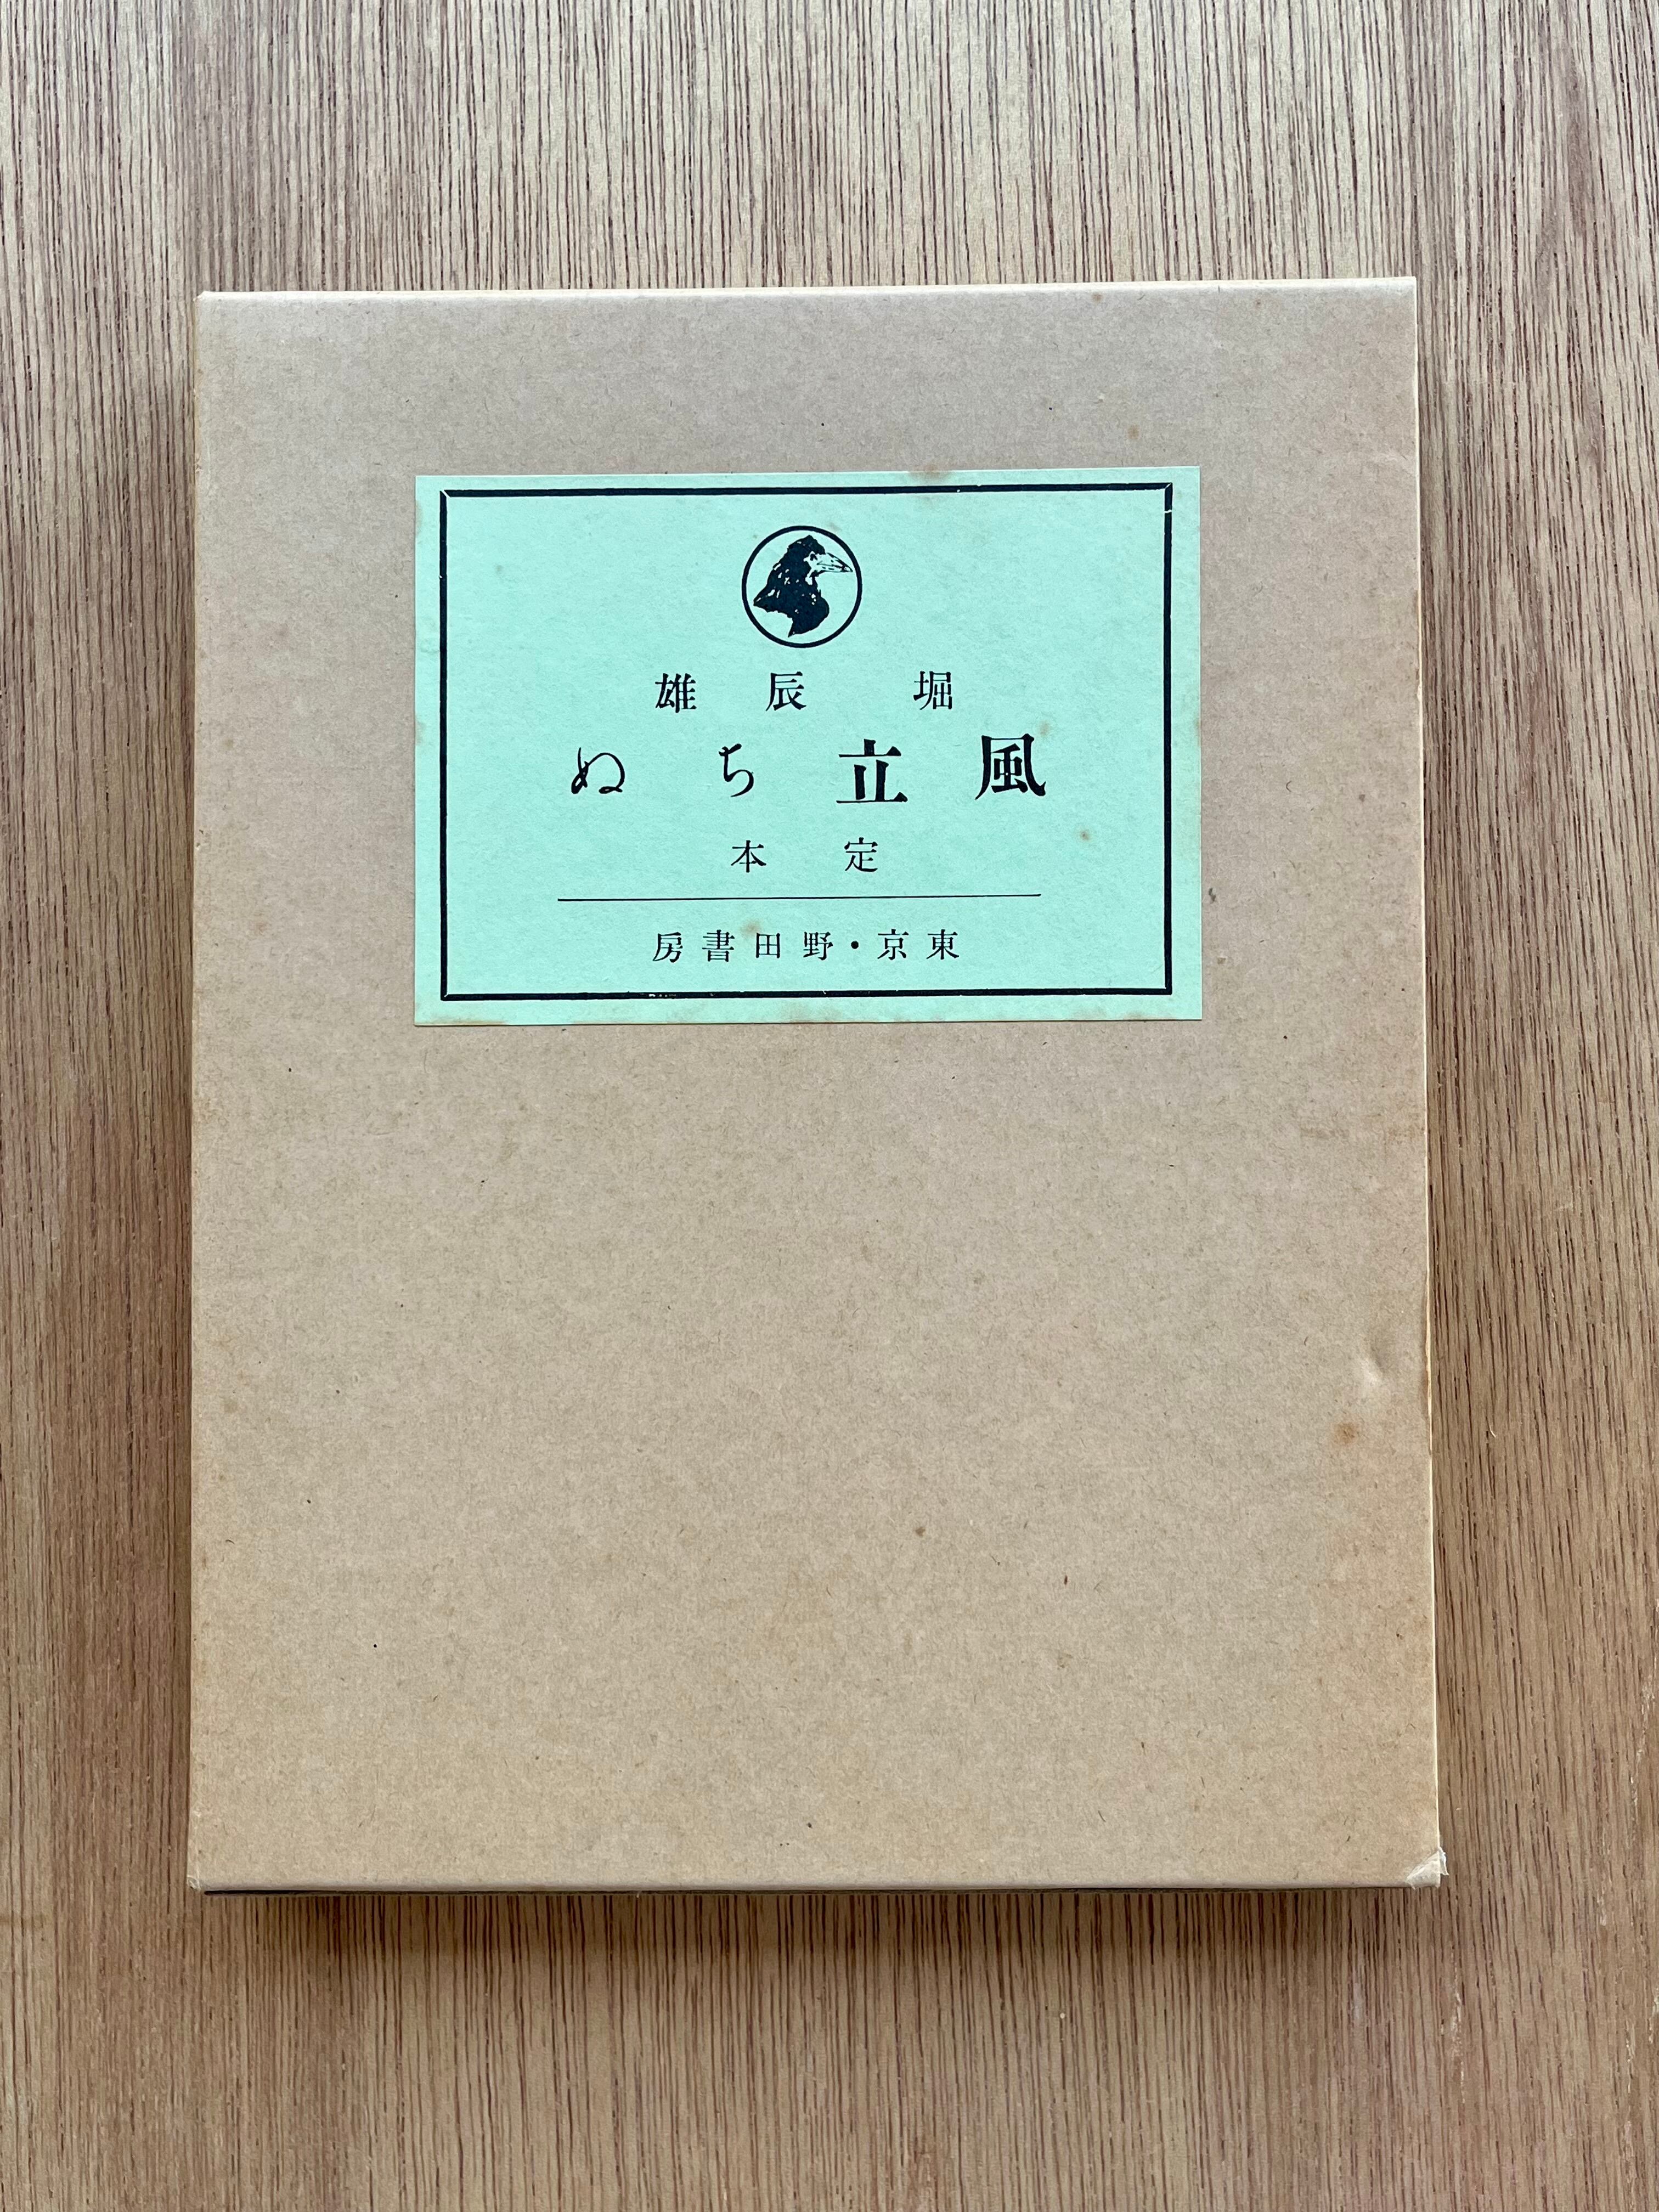 堀 辰雄
風立ちぬ
定本
東京・野田書房